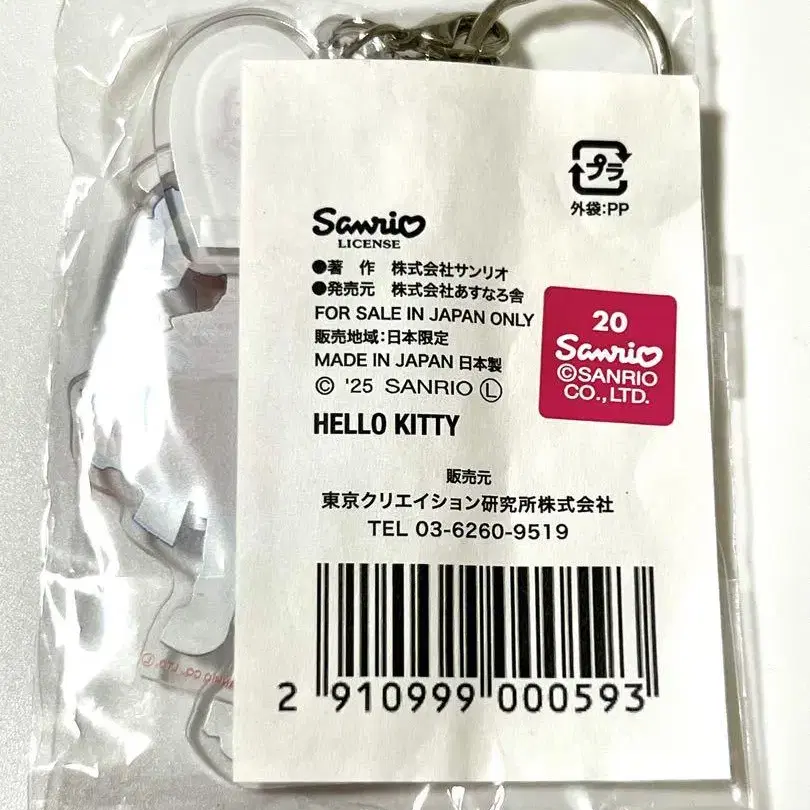 プラ
外袋:PP
Sanrio
LICENSE
●著 作 株式会社サンリオ
●発売元 株式会社あすなろ舎
FOR SALE IN JAPAN ONLY
販売地域:日本限定
MADE IN JAPAN 日本製
© '25 SANRIO Ⓛ
HELLO KITTY
20
Sanrio
©SANRIO
CO.,LTD.
販売元
東京クリエイション研究所株式会社
TEL 03-6260-9519
2 910999 000593